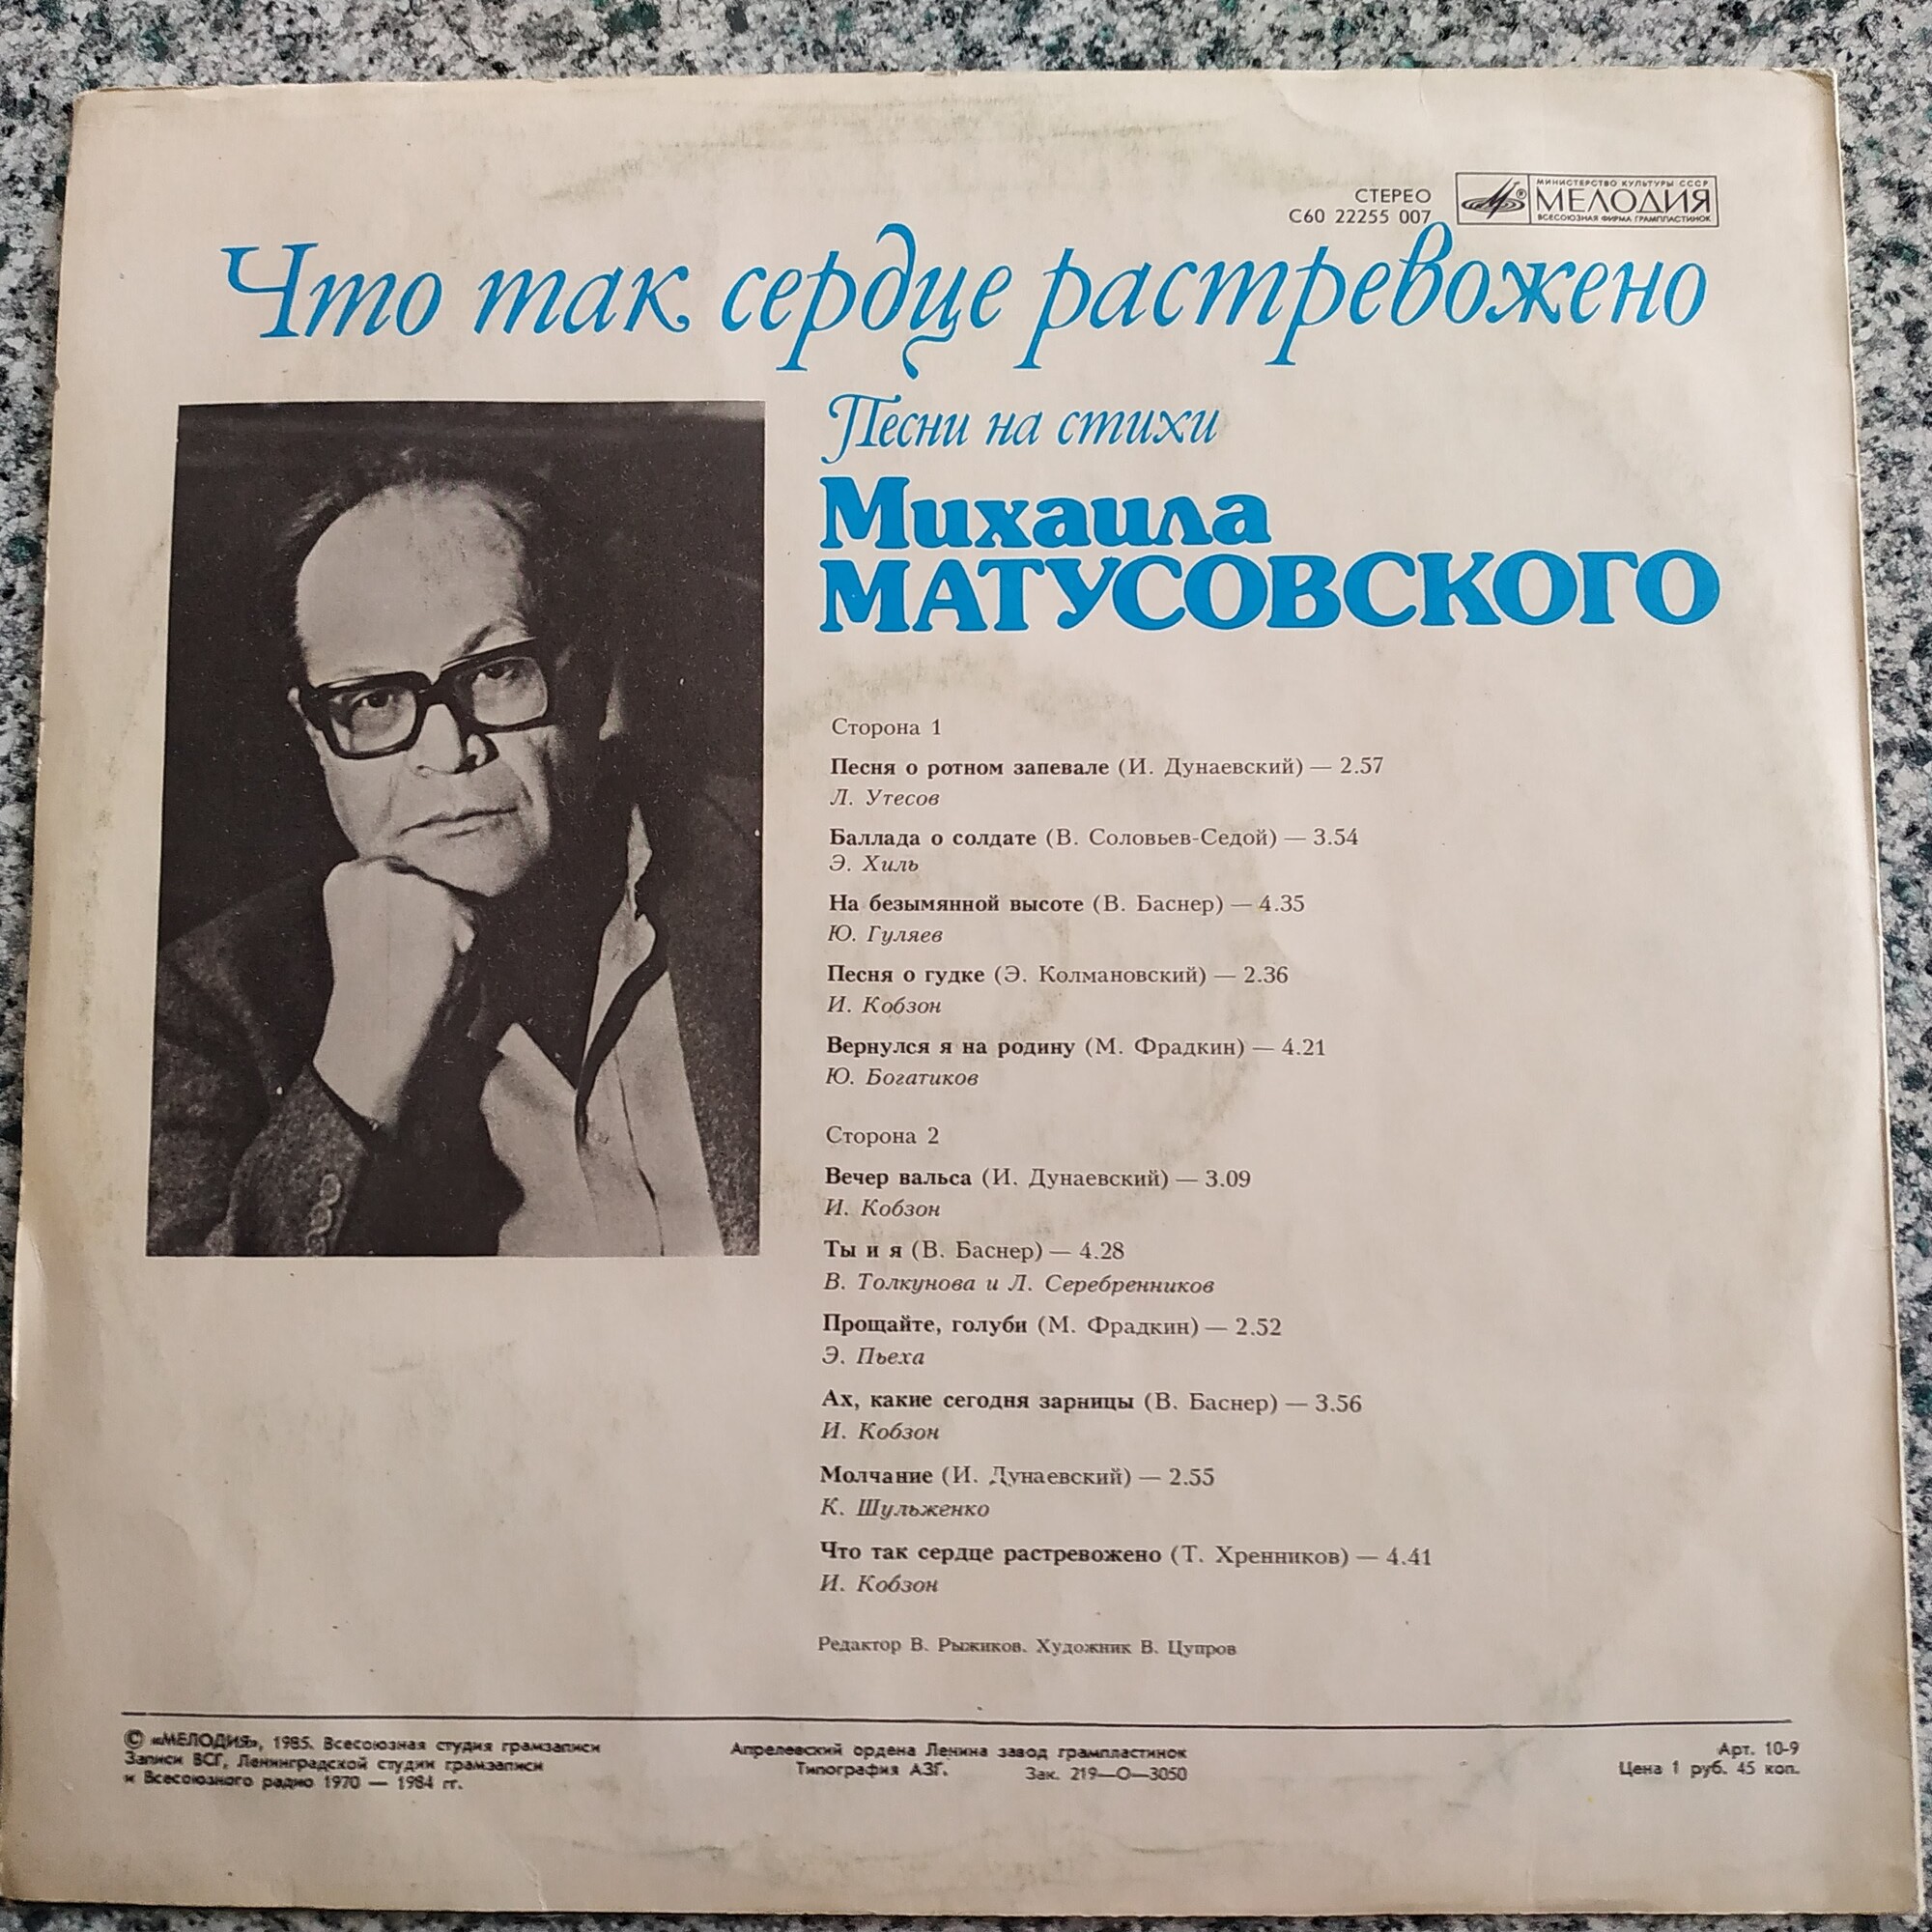 СТЕРЕО
С60 22255 007
МИНИСТЕРСТВО КУЛЬТУРЫ СССР
МЕЛОДИЯ
ВСЕСОЮЗНАЯ ФИРМА ГРАМПЛАСТИНОК
Что так сердце растревожено
Песни на стихи
Михаила
МАТУСОВСКОГО
Сторона 1
Песня о ротном запевале (И. Дунаевский) — 2.57
Л. Утесов
Баллада о солдате (В. Соловьев-Седой) — 3.54
Э. Хиль
На безымянной высоте (В. Баснер) — 4.35
Ю. Гуляев
Песня о гудке (Э. Колмановский) — 2.36
И. Кобзон
Вернулся я на родину (М. Фрадкин) — 4.21
Ю. Богатиков
Сторона 2
Вечер вальса (И. Дунаевский) — 3.09
И. Кобзон
Ты и я (В. Баснер) — 4.28
В. Толкунова и Л. Серебренников
Прощайте, голуби (М. Фрадкин) — 2.52
Э. Пьеха
Ах, какие сегодня зарницы (В. Баснер) — 3.56
И. Кобзон
Молчание (И. Дунаевский) — 2.55
К. Шульженко
Что так сердце растревожено (Т. Хренников) — 4.41
И. Кобзон
Редактор В. Рыжиков. Художник В. Цупров
© «МЕЛОДИЯ», 1985. Всесоюзная студия грамзаписи
Записи ВСГ, Ленинградской студии грамзаписи
и Всесоюзного радио 1970 — 1984 гг.
Апрелевский ордена Ленина завод грампластинок
Типография АЗГ. Зак. 219—О—3050
Арт. 10-9
Цена 1 руб. 45 коп.